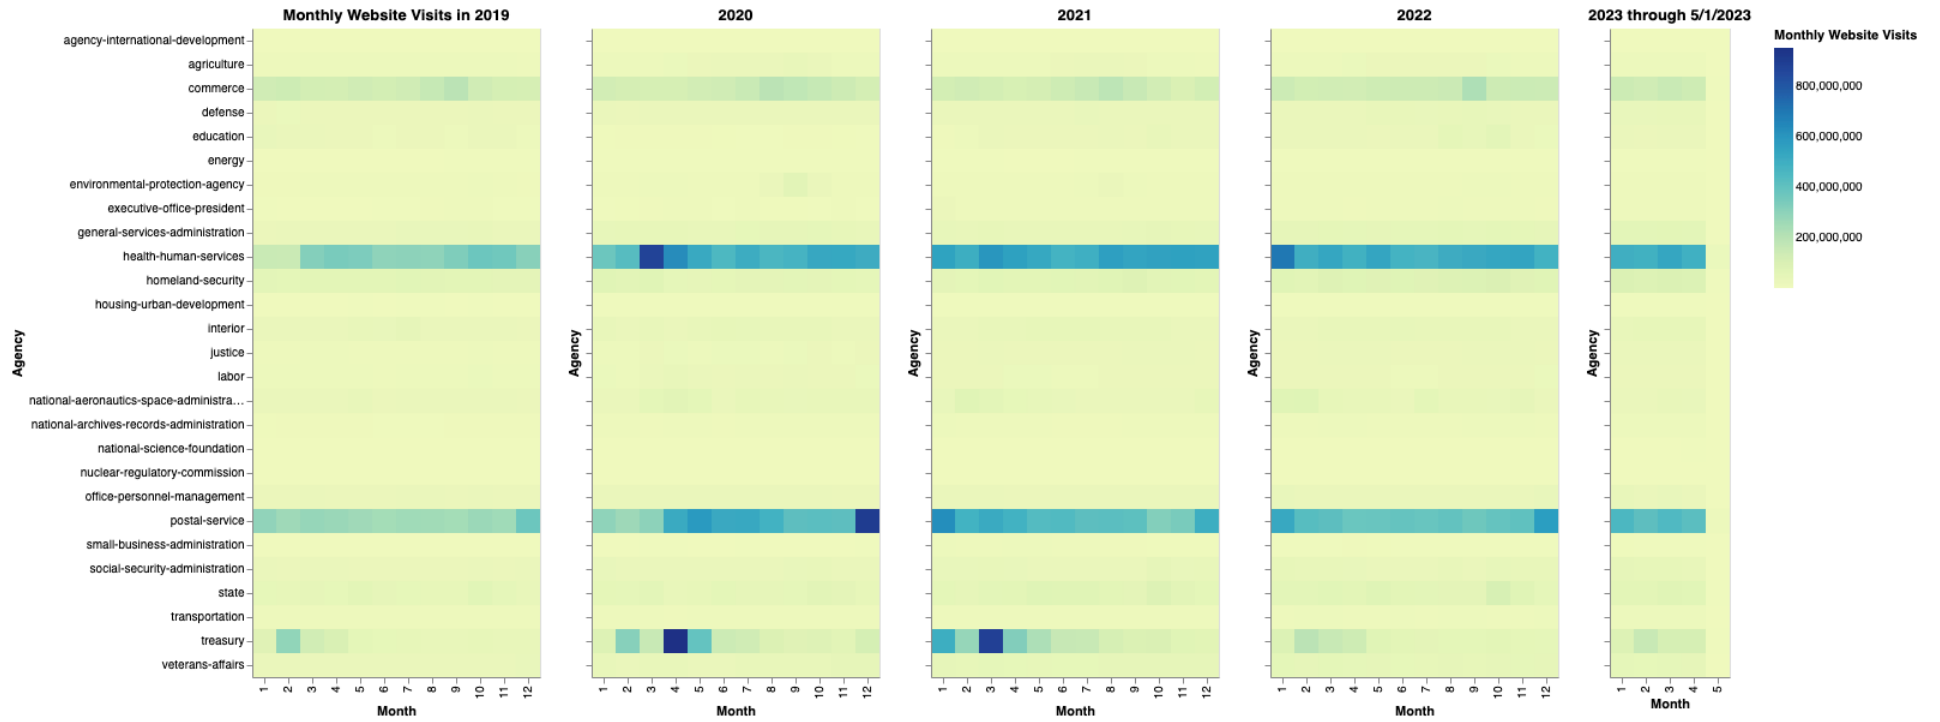 Monthly Website Visits in 2019
2020
2021
2022
2023 through 5/1/2023
Monthly Website Visits
800,000,000
600,000,000
400,000,000
200,000,000
Agency
agency-international-development
agriculture
commerce
defense
education
energy
environmental-protection-agency
executive-office-president
general-services-administration
health-human-services
homeland-security
housing-urban-development
interior
justice
labor
national-aeronautics-space-administra…
national-archives-records-administration
national-science-foundation
nuclear-regulatory-commission
office-personnel-management
postal-service
small-business-administration
social-security-administration
state
transportation
treasury
veterans-affairs
1 2 3 4 5 6 7 8 9 10 11 12
Month
Agency
1 2 3 4 5 6 7 8 9 10 11 12
Month
Agency
1 2 3 4 5 6 7 8 9 10 11 12
Month
Agency
1 2 3 4 5 6 7 8 9 10 11 12
Month
Agency
1 2 3 4 5
Month